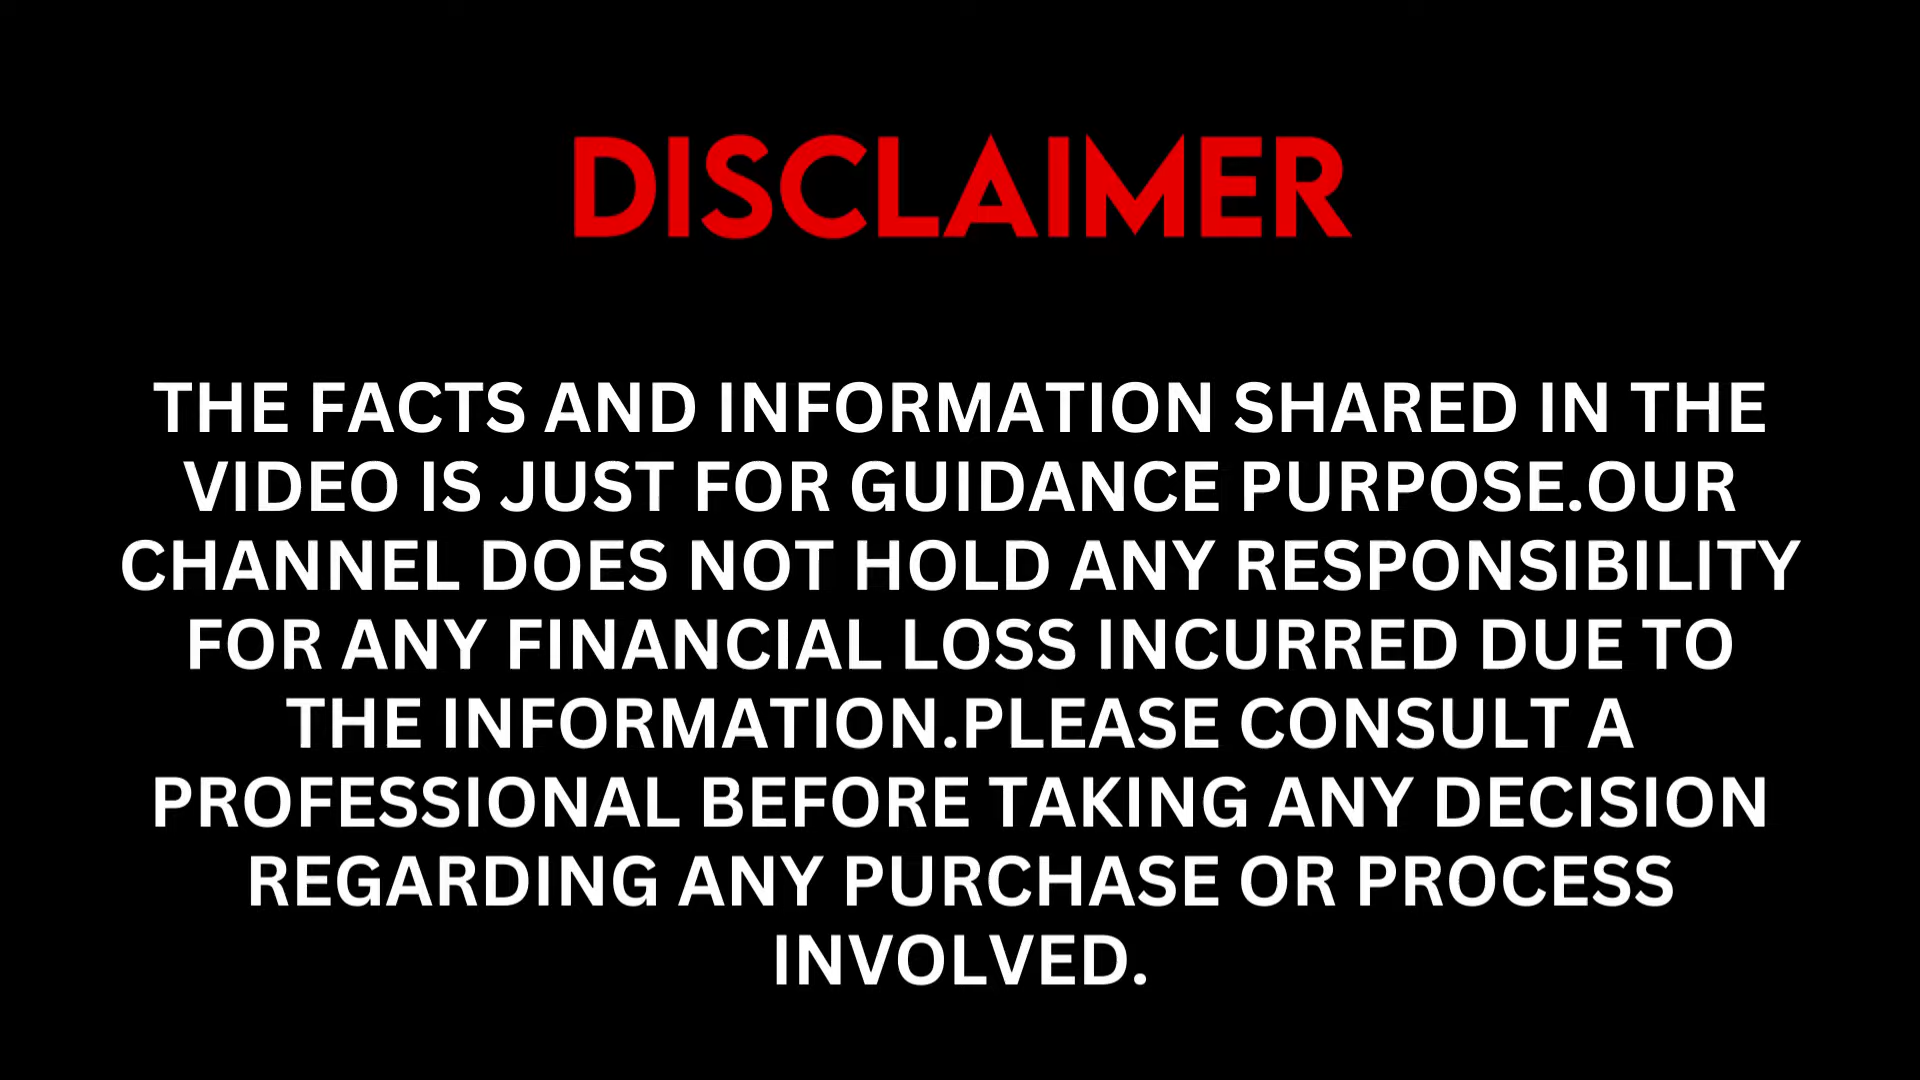 DISCLAIMER
THE FACTS AND INFORMATION SHARED IN THE
VIDEO IS JUST FOR GUIDANCE PURPOSE.OUR
CHANNEL DOES NOT HOLD ANY RESPONSIBILITY
FOR ANY FINANCIAL LOSS INCURRED DUE TO
THE INFORMATION.PLEASE CONSULT A
PROFESSIONAL BEFORE TAKING ANY DECISION
REGARDING ANY PURCHASE OR PROCESS
INVOLVED.